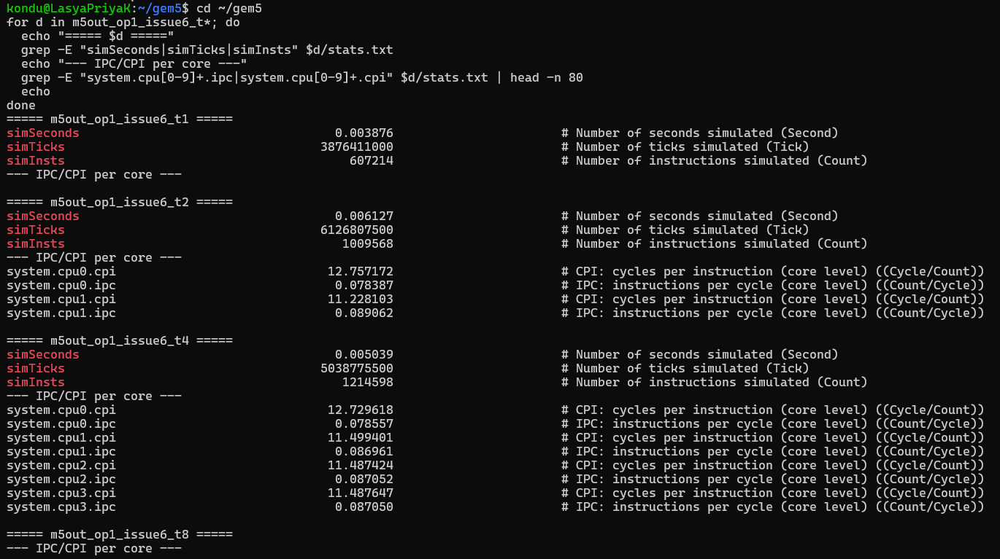 kondu@LasyaPriyaK:~/gem5$ cd ~/gem5
for d in m5out_op1_issue6_t*; do
  echo "===== $d ====="
  grep -E "simSeconds|simTicks|simInsts" $d/stats.txt
  echo "--- IPC/CPI per core ---"
  grep -E "system.cpu[0-9]+.ipc|system.cpu[0-9]+.cpi" $d/stats.txt | head -n 80
  echo
done
===== m5out_op1_issue6_t1 =====
simSeconds                                   0.003876                       # Number of seconds simulated (Second)
simTicks                                   3876411000                       # Number of ticks simulated (Tick)
simInsts                                       607214                       # Number of instructions simulated (Count)
--- IPC/CPI per core ---

===== m5out_op1_issue6_t2 =====
simSeconds                                   0.006127                       # Number of seconds simulated (Second)
simTicks                                   6126807500                       # Number of ticks simulated (Tick)
simInsts                                      1009568                       # Number of instructions simulated (Count)
--- IPC/CPI per core ---
system.cpu0.cpi                             12.757172                       # CPI: cycles per instruction (core level) ((Cycle/Count))
system.cpu0.ipc                              0.078387                       # IPC: instructions per cycle (core level) ((Count/Cycle))
system.cpu1.cpi                             11.228103                       # CPI: cycles per instruction (core level) ((Cycle/Count))
system.cpu1.ipc                              0.089062                       # IPC: instructions per cycle (core level) ((Count/Cycle))

===== m5out_op1_issue6_t4 =====
simSeconds                                   0.005039                       # Number of seconds simulated (Second)
simTicks                                   5038775500                       # Number of ticks simulated (Tick)
simInsts                                      1214598                       # Number of instructions simulated (Count)
--- IPC/CPI per core ---
system.cpu0.cpi                             12.729618                       # CPI: cycles per instruction (core level) ((Cycle/Count))
system.cpu0.ipc                              0.078557                       # IPC: instructions per cycle (core level) ((Count/Cycle))
system.cpu1.cpi                             11.499401                       # CPI: cycles per instruction (core level) ((Cycle/Count))
system.cpu1.ipc                              0.086961                       # IPC: instructions per cycle (core level) ((Count/Cycle))
system.cpu2.cpi                             11.487424                       # CPI: cycles per instruction (core level) ((Cycle/Count))
system.cpu2.ipc                              0.087052                       # IPC: instructions per cycle (core level) ((Count/Cycle))
system.cpu3.cpi                             11.487647                       # CPI: cycles per instruction (core level) ((Cycle/Count))
system.cpu3.ipc                              0.087050                       # IPC: instructions per cycle (core level) ((Count/Cycle))

===== m5out_op1_issue6_t8 =====
--- IPC/CPI per core ---